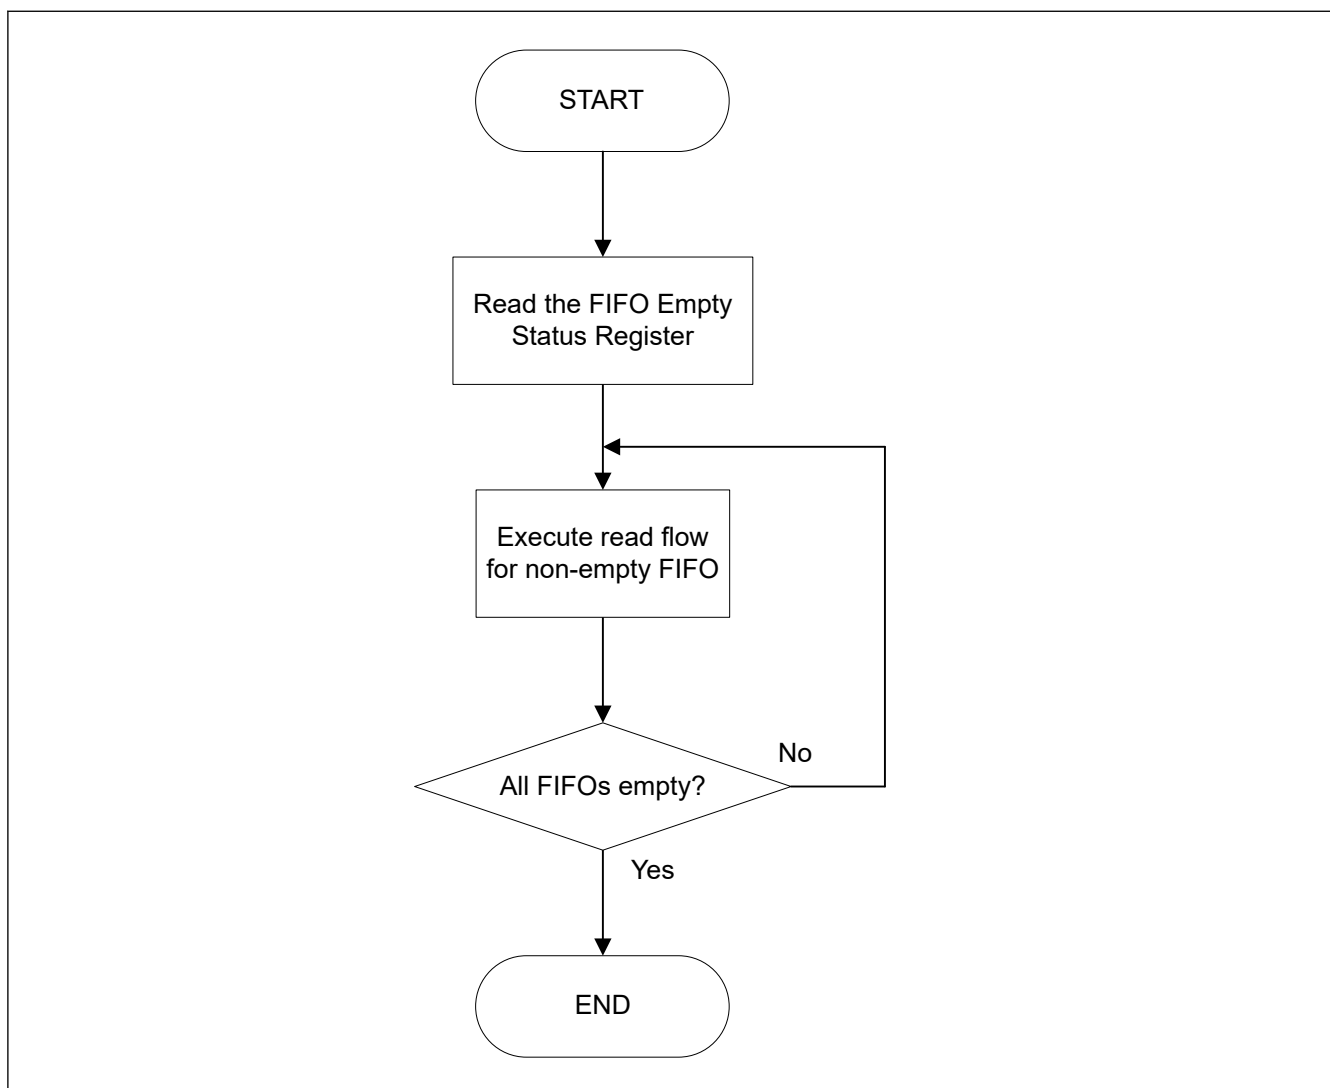 START
Read the FIFO Empty
Status Register
Execute read flow
for non-empty FIFO
All FIFOs empty?
No
Yes
END